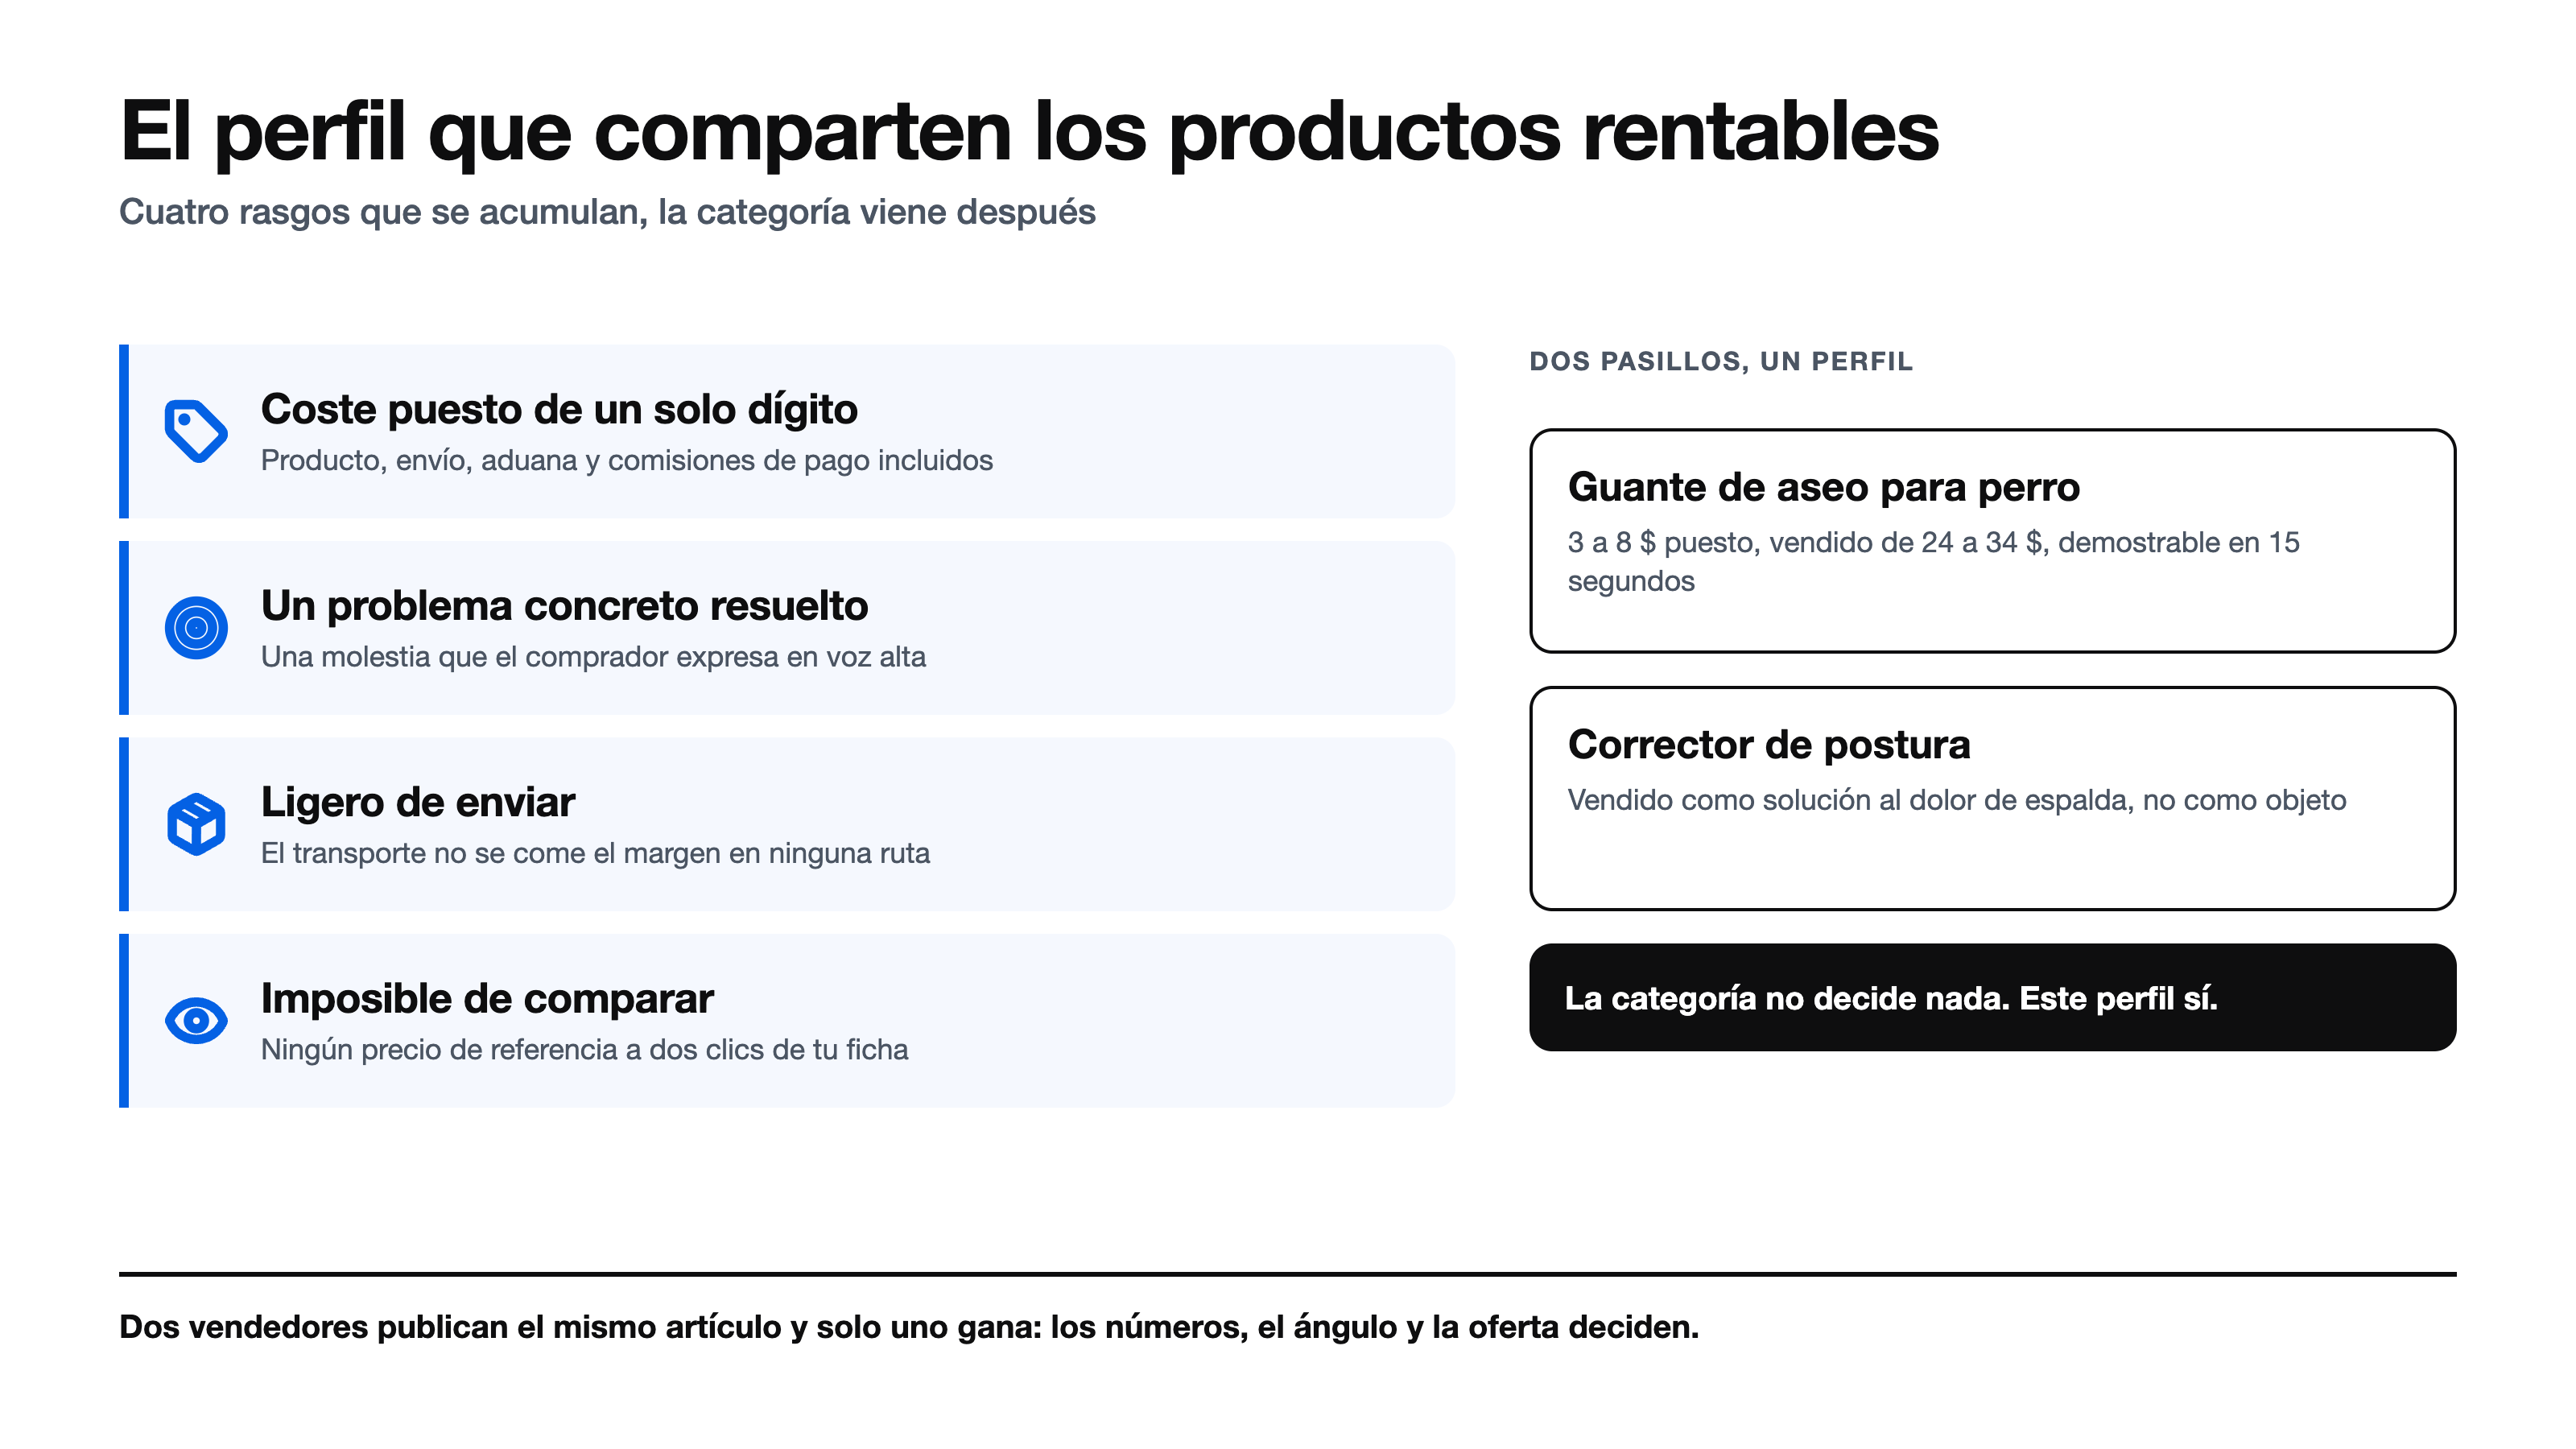 El perfil que comparten los productos rentables
Cuatro rasgos que se acumulan, la categoría viene después
Coste puesto de un solo dígito
Producto, envío, aduana y comisiones de pago incluidos
Un problema concreto resuelto
Una molestia que el comprador expresa en voz alta
Ligero de enviar
El transporte no se come el margen en ninguna ruta
Imposible de comparar
Ningún precio de referencia a dos clics de tu ficha
DOS PASILLOS, UN PERFIL
Guante de aseo para perro
3 a 8 $ puesto, vendido de 24 a 34 $, demostrable en 15
segundos
Corrector de postura
Vendido como solución al dolor de espalda, no como objeto
La categoría no decide nada. Este perfil sí.
Dos vendedores publican el mismo artículo y solo uno gana: los números, el ángulo y la oferta deciden.